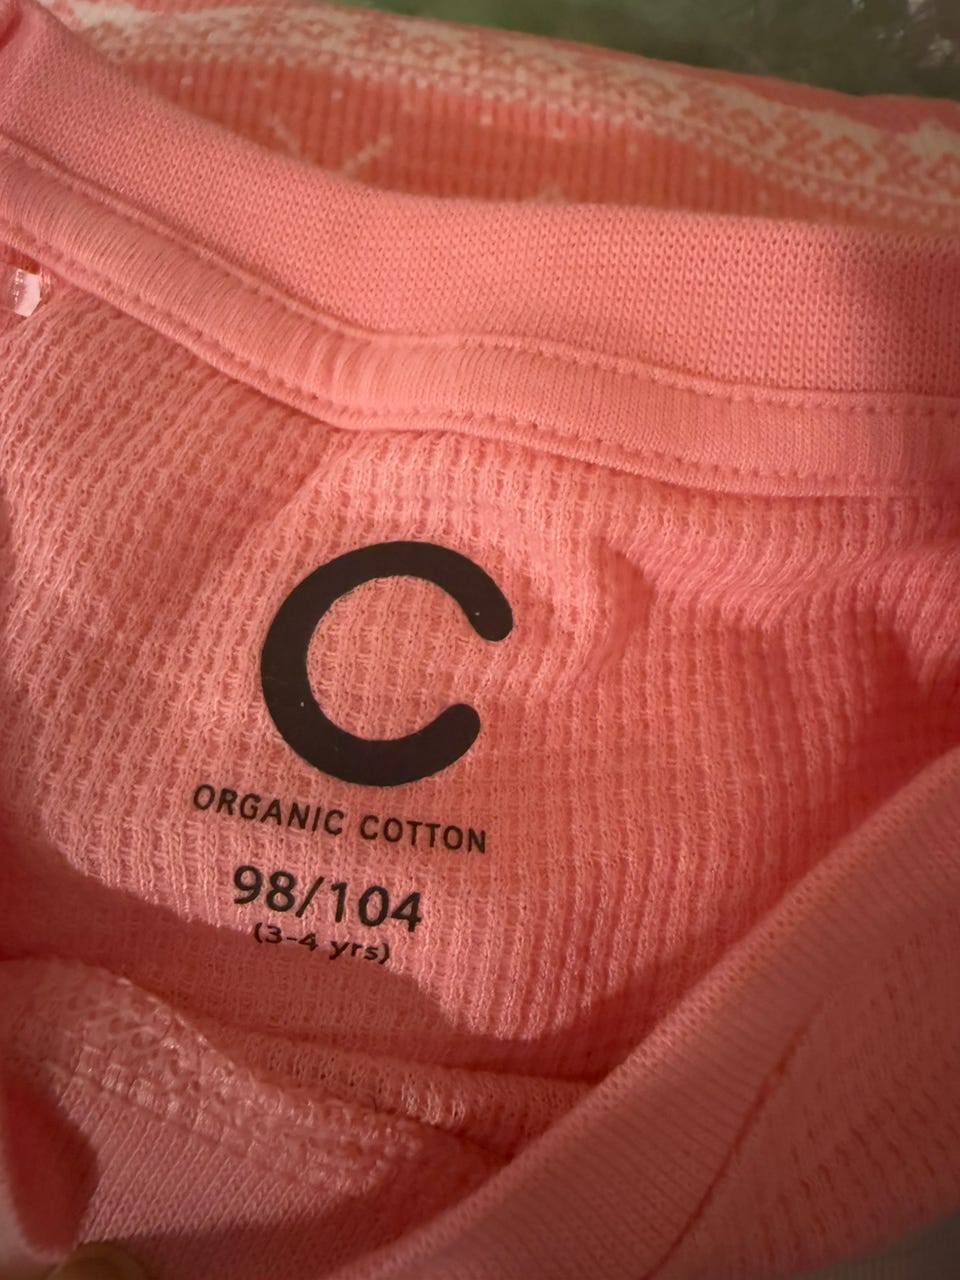 C
ORGANIC COTTON
98/104
(3-4 yrs)